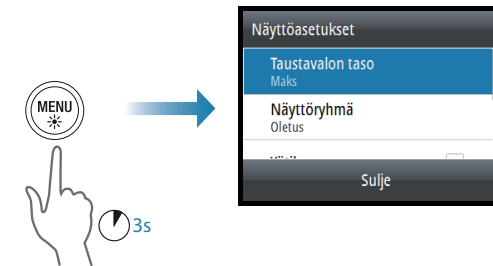 MENU
3s
Näyttöasetukset
Taustavalon taso
Maks
Näyttöryhmä
Oletus
Sulje